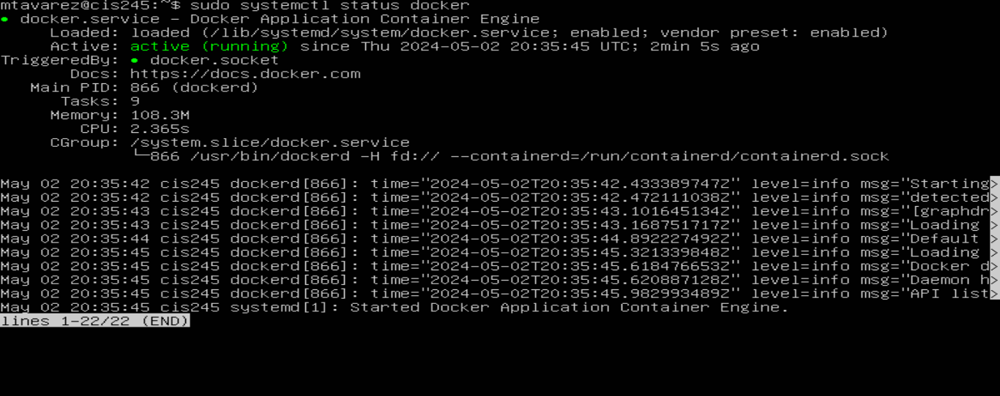 mtavarez@cis245:~$ sudo systemctl status docker
● docker.service – Docker Application Container Engine
     Loaded: loaded (/lib/systemd/system/docker.service; enabled; vendor preset: enabled)
     Active: active (running) since Thu 2024-05-02 20:35:45 UTC; 2min 5s ago
TriggeredBy: ● docker.socket
       Docs: https://docs.docker.com
   Main PID: 866 (dockerd)
      Tasks: 9
     Memory: 108.3M
        CPU: 2.365s
     CGroup: /system.slice/docker.service
             └─866 /usr/bin/dockerd -H fd:// --containerd=/run/containerd/containerd.sock
May 02 20:35:42 cis245 dockerd[866]: time="2024-05-02T20:35:42.433389747Z" level=info msg="Starting>
May 02 20:35:42 cis245 dockerd[866]: time="2024-05-02T20:35:42.472111038Z" level=info msg="detected>
May 02 20:35:43 cis245 dockerd[866]: time="2024-05-02T20:35:43.101645134Z" level=info msg="[graphdr>
May 02 20:35:43 cis245 dockerd[866]: time="2024-05-02T20:35:43.168751717Z" level=info msg="Loading >
May 02 20:35:44 cis245 dockerd[866]: time="2024-05-02T20:35:44.892227492Z" level=info msg="Default >
May 02 20:35:45 cis245 dockerd[866]: time="2024-05-02T20:35:45.321339848Z" level=info msg="Loading >
May 02 20:35:45 cis245 dockerd[866]: time="2024-05-02T20:35:45.618476653Z" level=info msg="Docker d>
May 02 20:35:45 cis245 dockerd[866]: time="2024-05-02T20:35:45.620887128Z" level=info msg="Daemon h>
May 02 20:35:45 cis245 dockerd[866]: time="2024-05-02T20:35:45.982993489Z" level=info msg="API list>
May 02 20:35:45 cis245 systemd[1]: Started Docker Application Container Engine.
lines 1-22/22 (END)